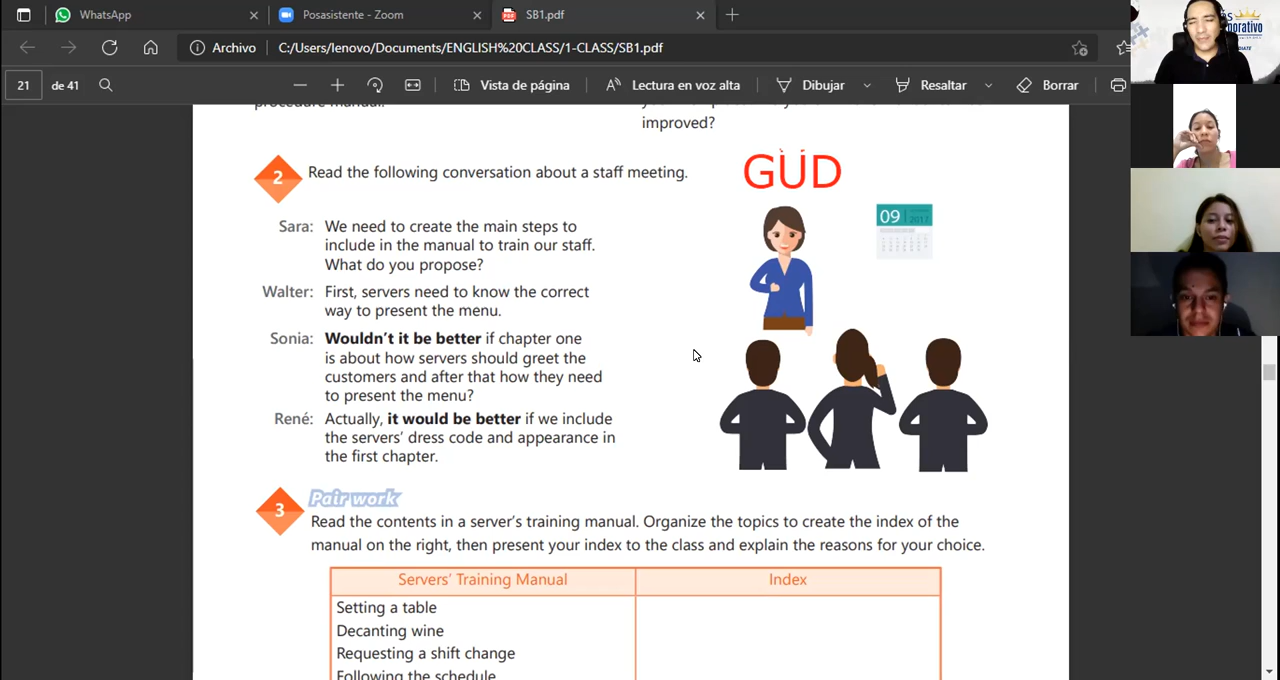 WhatsApp
Posasistente - Zoom
SB1.pdf
Archivo
C:/Users/lenovo/Documents/ENGLISH%20CLASS/1-CLASS/SB1.pdf
21
de 41
Vista de página
Lectura en voz alta
Dibujar
Resaltar
Borrar
improved?
2
Read the following conversation about a staff meeting.
GUD
09
2017
Sara: We need to create the main steps to
include in the manual to train our staff.
What do you propose?
Walter: First, servers need to know the correct
way to present the menu.
Sonia: Wouldn't it be better if chapter one
is about how servers should greet the
customers and after that how they need
to present the menu?
René: Actually, it would be better if we include
the servers' dress code and appearance in
the first chapter.
3
Pair work
Read the contents in a server's training manual. Organize the topics to create the index of the
manual on the right, then present your index to the class and explain the reasons for your choice.
Servers' Training Manual
Index
Setting a table
Decanting wine
Requesting a shift change
Following the schedule